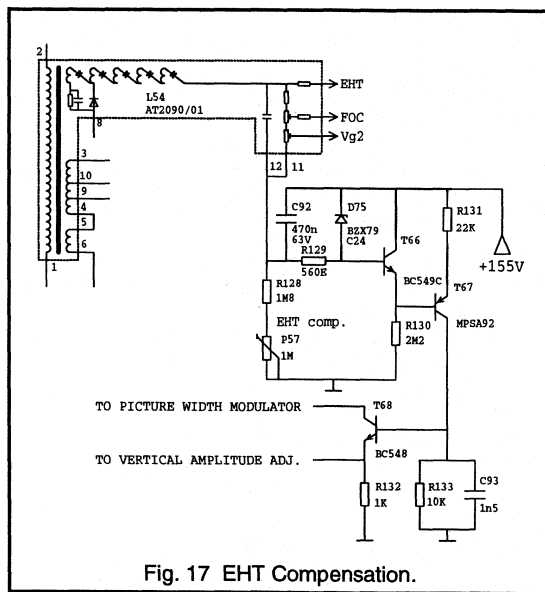 2
L54
AT2090/01
8
EHT
FOC
Vg2
3
10
9
4
5
6
1
12 11
C92
470n
63V
D75
BZX79
C24
R129
560E
T66
BC549C
R131
22K
+155V
T67
MPSA92
R128
1M8
EHT comp.
P57
1M
R130
2M2
TO PICTURE WIDTH MODULATOR
T68
BC548
TO VERTICAL AMPLITUDE ADJ.
R132
1K
R133
10K
C93
1n5
Fig. 17 EHT Compensation.